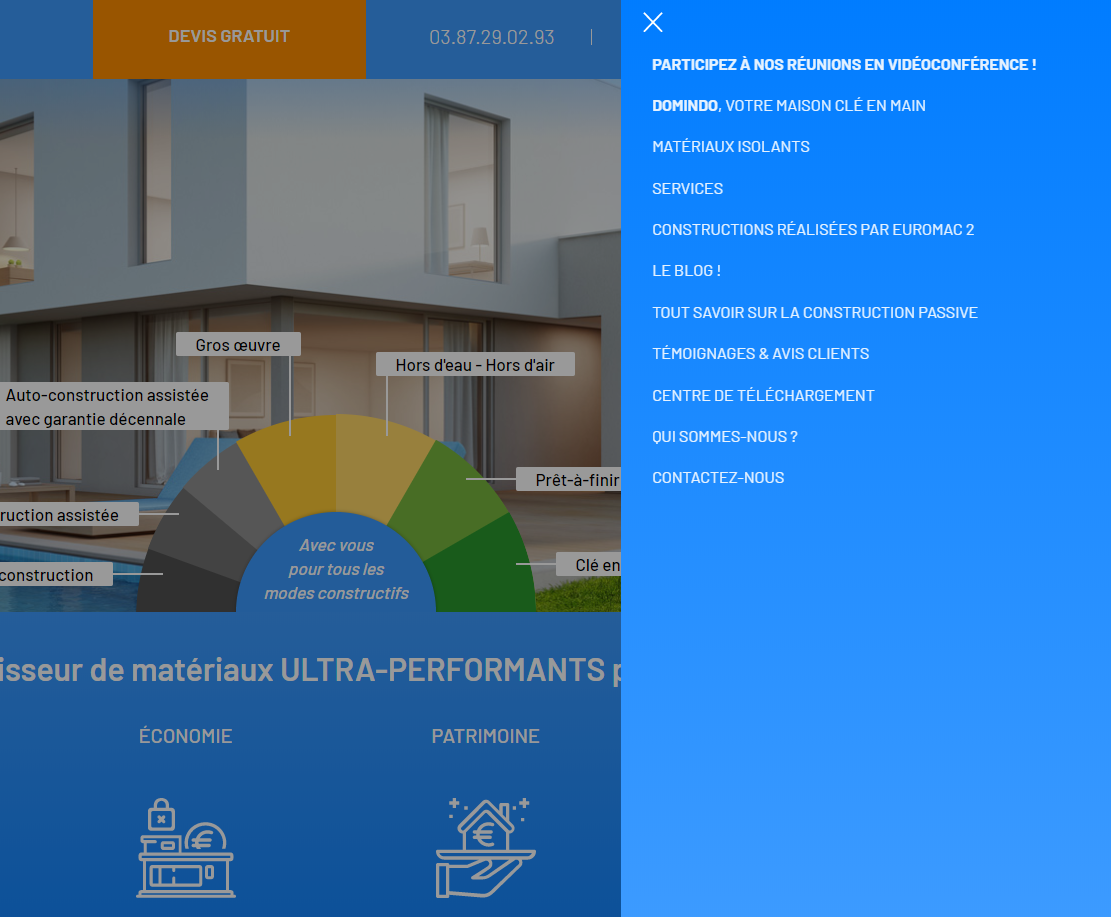 DEVIS GRATUIT
03.87.29.02.93
PARTICIPEZ À NOS RÉUNIONS EN VIDÉOCONFÉRENCE !
DOMINDO, VOTRE MAISON CLÉ EN MAIN
MATÉRIAUX ISOLANTS
SERVICES
CONSTRUCTIONS RÉALISÉES PAR EUROMAC 2
LE BLOG !
TOUT SAVOIR SUR LA CONSTRUCTION PASSIVE
TÉMOIGNAGES & AVIS CLIENTS
CENTRE DE TÉLÉCHARGEMENT
QUI SOMMES-NOUS ?
CONTACTEZ-NOUS
Gros œuvre
Hors d'eau - Hors d'air
Auto-construction assistée
avec garantie décennale
Prêt-à-finir
ruction assistée
Clé en
construction
Avec vous
pour tous les
modes constructifs
isseur de matériaux ULTRA-PERFORMANTS p
ÉCONOMIE
PATRIMOINE